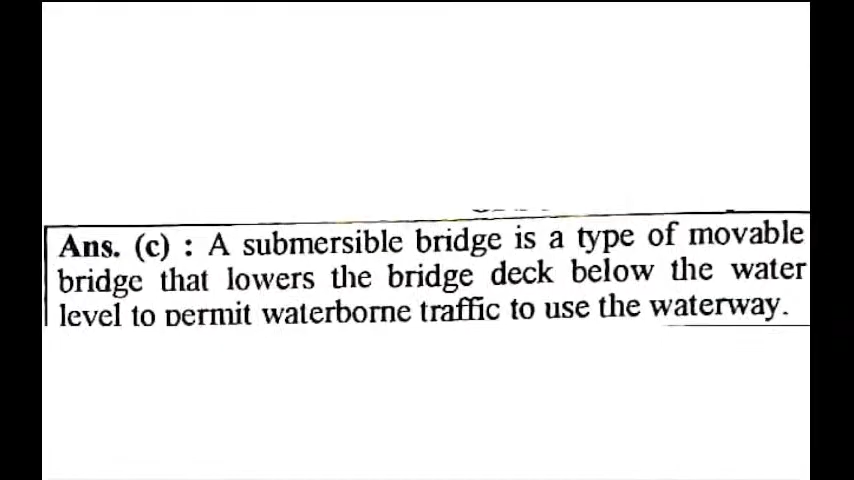 Ans. (c) : A submersible bridge is a type of movable
bridge that lowers the bridge deck below the water
level to permit waterborne traffic to use the waterway.